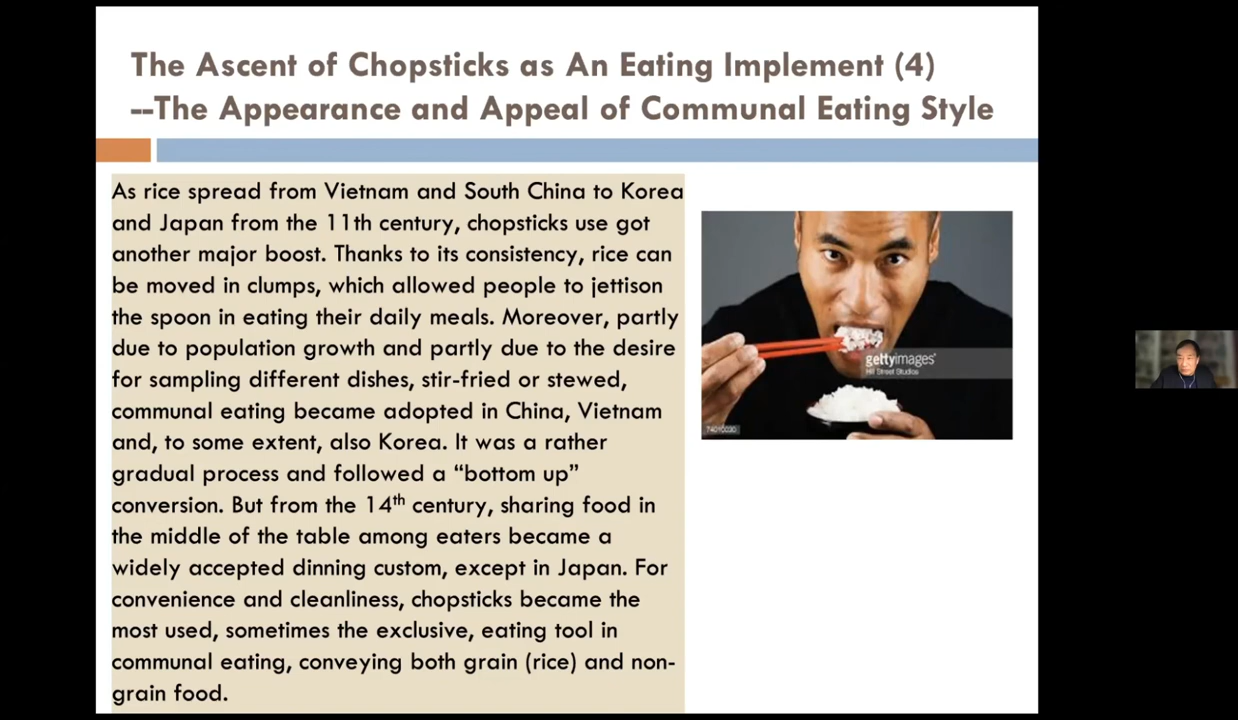 The Ascent of Chopsticks as An Eating Implement (4)
--The Appearance and Appeal of Communal Eating Style
As rice spread from Vietnam and South China to Korea
and Japan from the 11th century, chopsticks use got
another major boost. Thanks to its consistency, rice can
be moved in clumps, which allowed people to jettison
the spoon in eating their daily meals. Moreover, partly
due to population growth and partly due to the desire
for sampling different dishes, stir-fried or stewed,
communal eating became adopted in China, Vietnam
and, to some extent, also Korea. It was a rather
gradual process and followed a “bottom up”
conversion. But from the 14th century, sharing food in
the middle of the table among eaters became a
widely accepted dinning custom, except in Japan. For
convenience and cleanliness, chopsticks became the
most used, sometimes the exclusive, eating tool in
communal eating, conveying both grain (rice) and non-
grain food.
gettyimages
Hill Street Studios